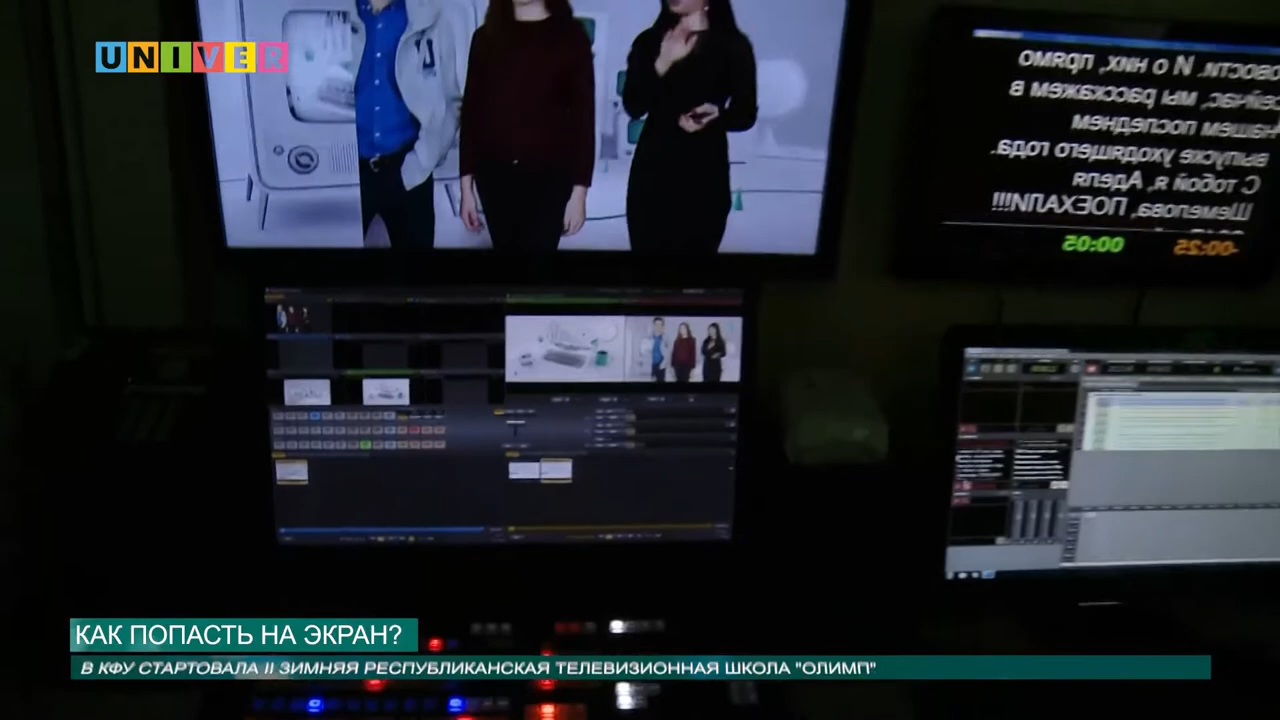 UNIVER
овости. И о них, прямо
сейчас, мы расскажем в
нашем последнем
выпуске уходящего года.
С тобой я, Аделя
Шемелова, ПОЕХАЛИ!!!
00:05
-00:25
КАК ПОПАСТЬ НА ЭКРАН?
В КФУ СТАРТОВАЛА II ЗИМНЯЯ РЕСПУБЛИКАНСКАЯ ТЕЛЕВИЗИОННАЯ ШКОЛА "ОЛИМП"